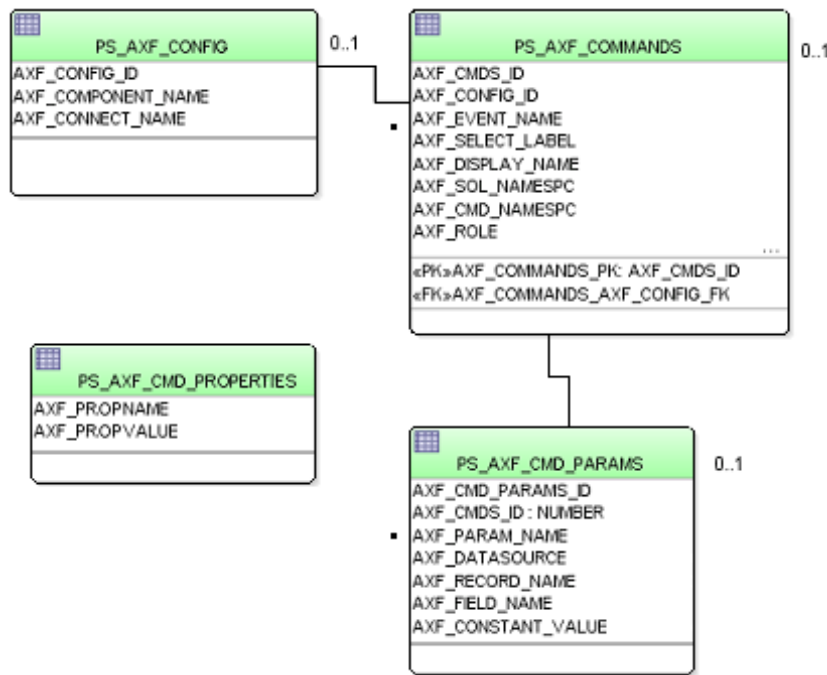 PS_AXF_CONFIG
AXF_CONFIG_ID
AXF_COMPONENT_NAME
AXF_CONNECT_NAME
0..1
PS_AXF_COMMANDS
0..1
AXF_CMDS_ID
AXF_CONFIG_ID
AXF_EVENT_NAME
AXF_SELECT_LABEL
AXF_DISPLAY_NAME
AXF_SOL_NAMESPC
AXF_CMD_NAMESPC
AXF_ROLE
...
«PK»AXF_COMMANDS_PK: AXF_CMDS_ID
«FK»AXF_COMMANDS_AXF_CONFIG_FK
PS_AXF_CMD_PROPERTIES
AXF_PROPNAME
AXF_PROPVALUE
PS_AXF_CMD_PARAMS
0..1
AXF_CMD_PARAMS_ID
AXF_CMDS_ID : NUMBER
AXF_PARAM_NAME
AXF_DATASOURCE
AXF_RECORD_NAME
AXF_FIELD_NAME
AXF_CONSTANT_VALUE